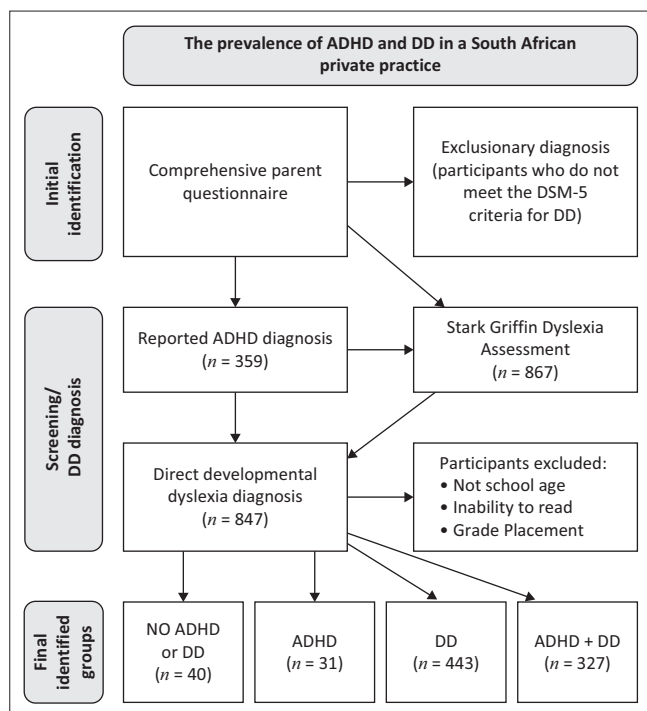 The prevalence of ADHD and DD in a South African
private practice
Initial
identification
Comprehensive parent
questionnaire
Exclusionary diagnosis
(participants who do not
meet the DSM-5
criteria for DD)
Screening/
DD diagnosis
Reported ADHD diagnosis
(n = 359)
Stark Griffin Dyslexia
Assessment
(n = 867)
Direct developmental
dyslexia diagnosis
(n = 847)
Participants excluded:
• Not school age
• Inability to read
• Grade Placement
Final
identified
groups
NO ADHD
or DD
(n = 40)
ADHD
(n = 31)
DD
(n = 443)
ADHD + DD
(n = 327)